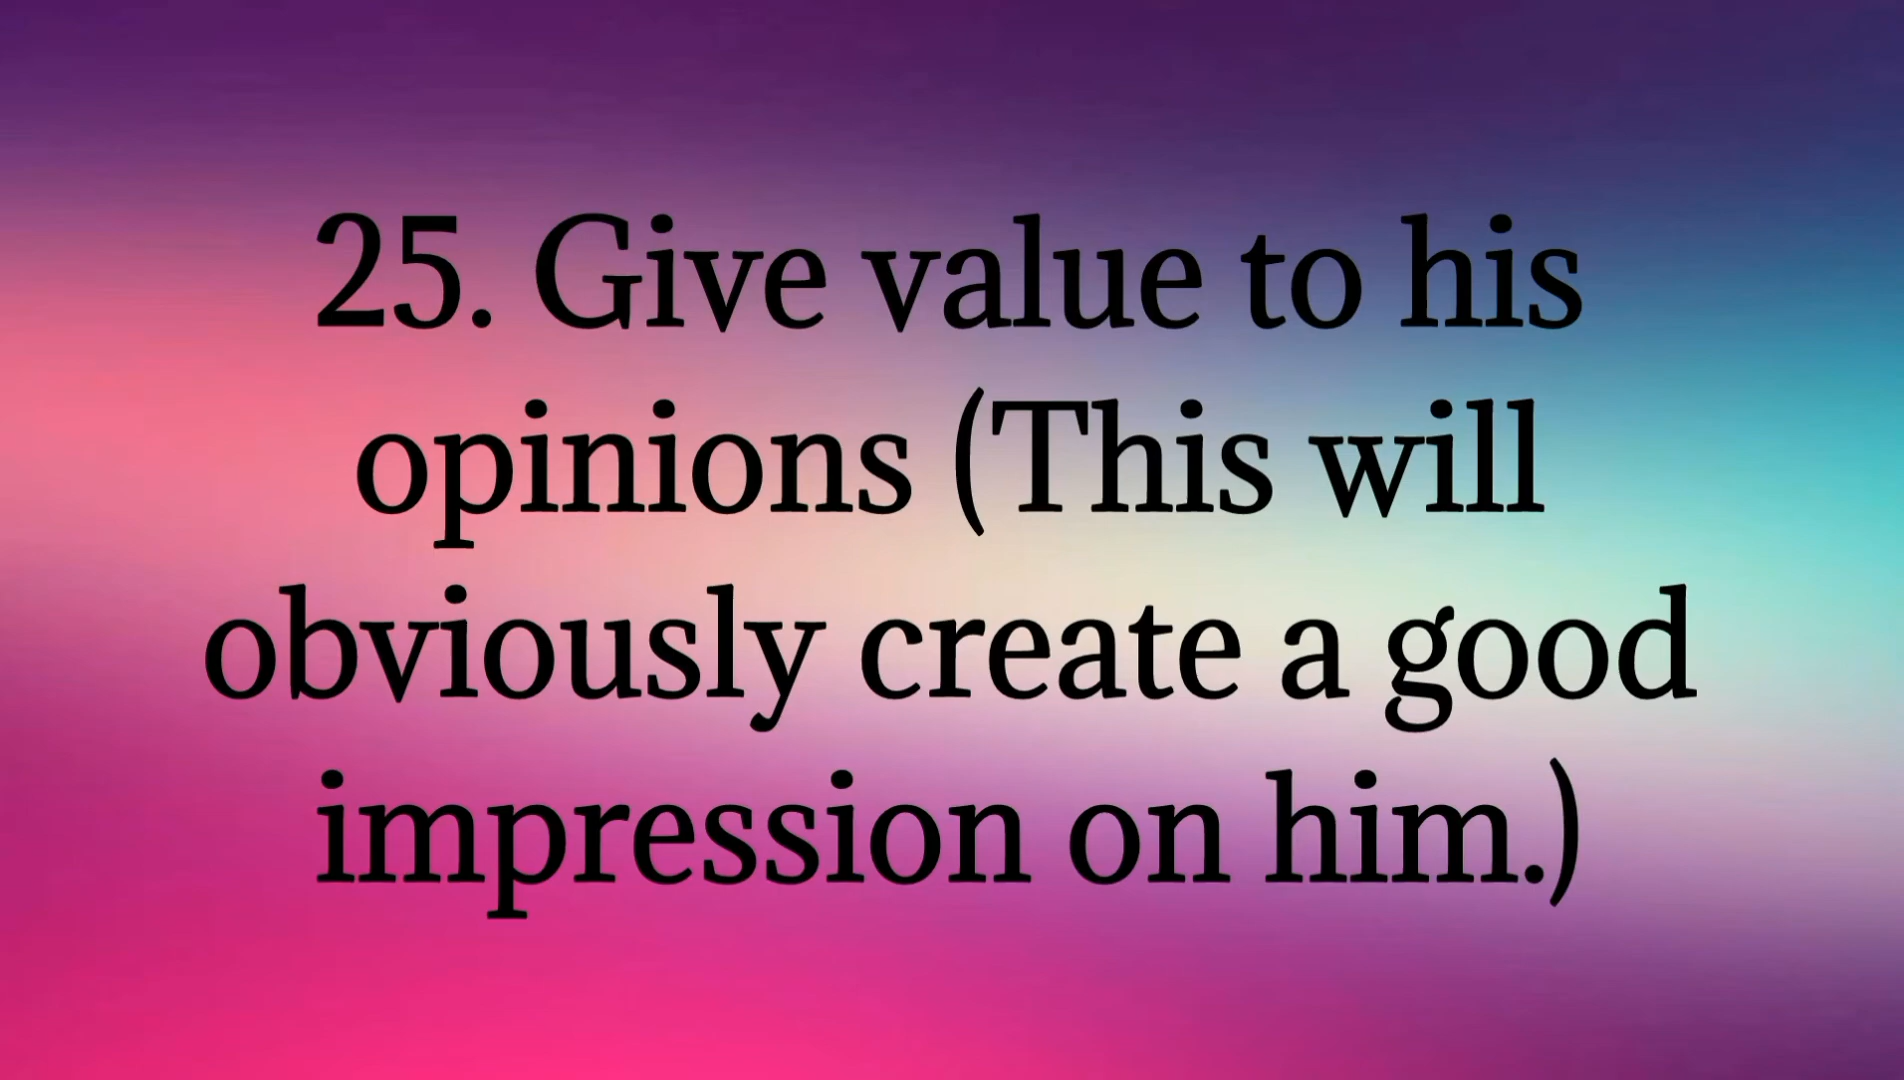 25. Give value to his
opinions (This will
obviously create a good
impression on him.)